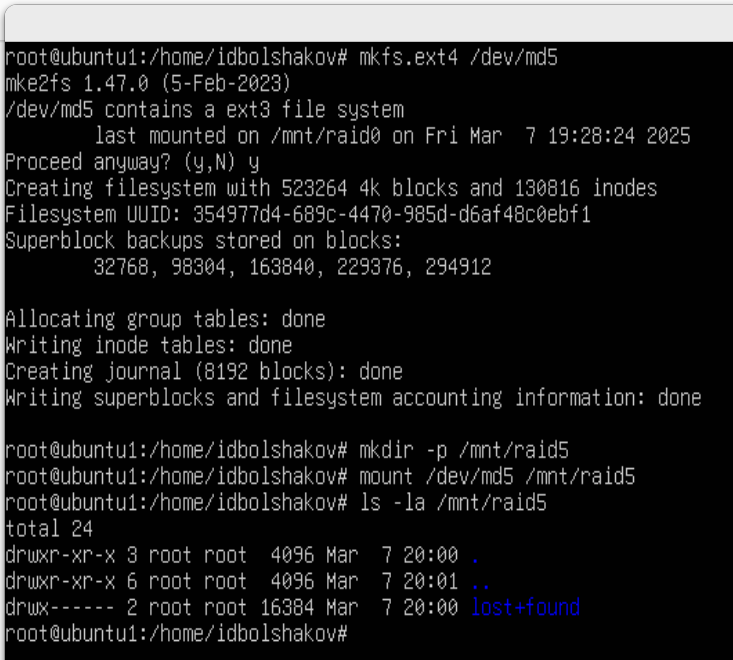 root@ubuntu1:/home/idbolshakov# mkfs.ext4 /dev/md5
mke2fs 1.47.0 (5-Feb-2023)
/dev/md5 contains a ext3 file system
        last mounted on /mnt/raid0 on Fri Mar  7 19:28:24 2025
Proceed anyway? (y,N) y
Creating filesystem with 523264 4k blocks and 130816 inodes
Filesystem UUID: 354977d4-689c-4470-985d-d6af48c0ebf1
Superblock backups stored on blocks:
        32768, 98304, 163840, 229376, 294912

Allocating group tables: done
Writing inode tables: done
Creating journal (8192 blocks): done
Writing superblocks and filesystem accounting information: done

root@ubuntu1:/home/idbolshakov# mkdir -p /mnt/raid5
root@ubuntu1:/home/idbolshakov# mount /dev/md5 /mnt/raid5
root@ubuntu1:/home/idbolshakov# ls -la /mnt/raid5
total 24
drwxr-xr-x 3 root root  4096 Mar  7 20:00 .
drwxr-xr-x 6 root root  4096 Mar  7 20:01 ..
drwx------ 2 root root 16384 Mar  7 20:00 lost+found
root@ubuntu1:/home/idbolshakov#